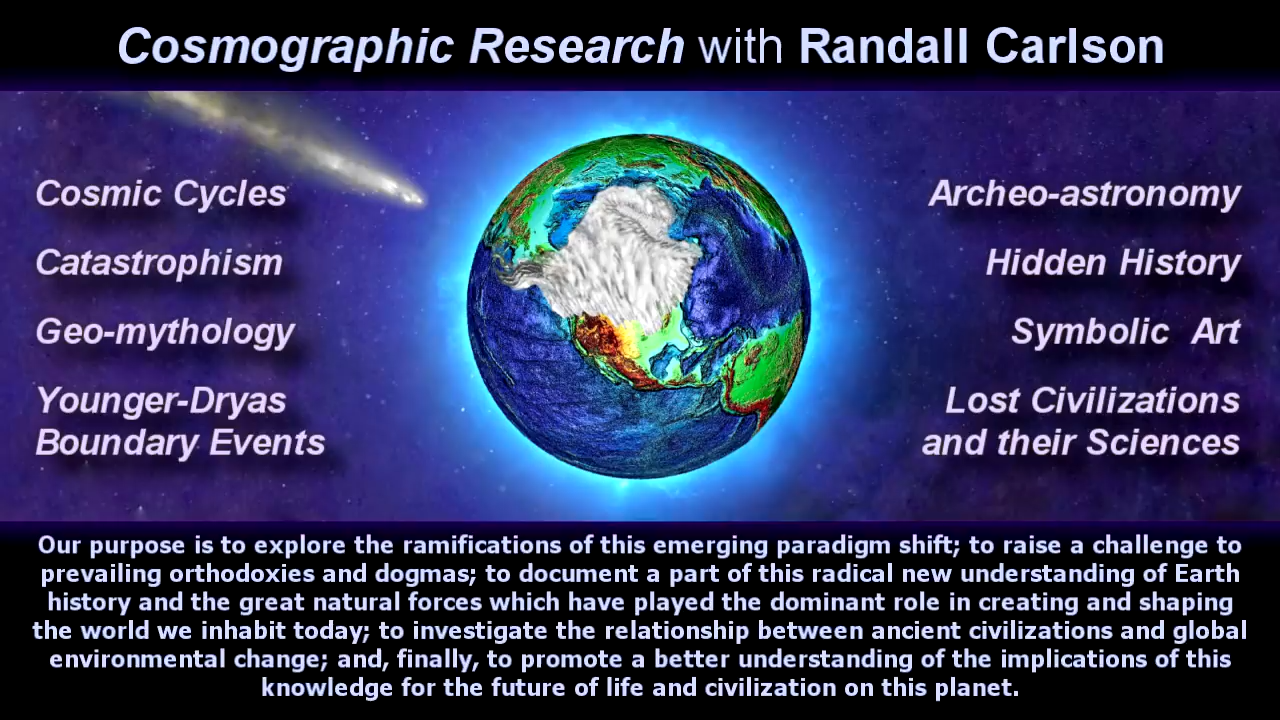 Cosmographic Research with Randall Carlson
Cosmic Cycles
Catastrophism
Geo-mythology
Younger-Dryas
Boundary Events
Archeo-astronomy
Hidden History
Symbolic Art
Lost Civilizations
and their Sciences
Our purpose is to explore the ramifications of this emerging paradigm shift; to raise a challenge to
prevailing orthodoxies and dogmas; to document a part of this radical new understanding of Earth
history and the great natural forces which have played the dominant role in creating and shaping
the world we inhabit today; to investigate the relationship between ancient civilizations and global
environmental change; and, finally, to promote a better understanding of the implications of this
knowledge for the future of life and civilization on this planet.